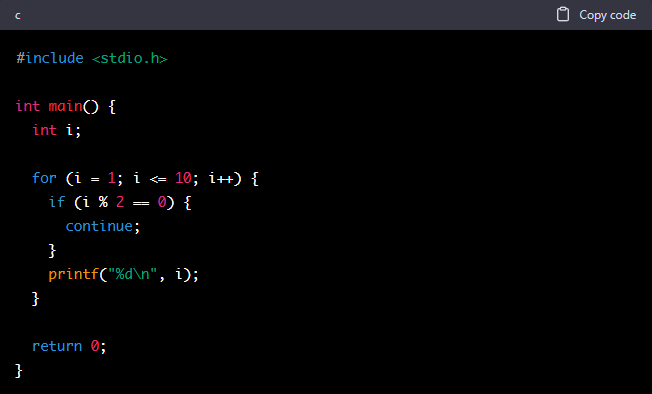 c
Copy code
#include <stdio.h>
int main() {
  int i;
  for (i = 1; i <= 10; i++) {
    if (i % 2 == 0) {
      continue;
    }
    printf("%d\n", i);
  }
  return 0;
}